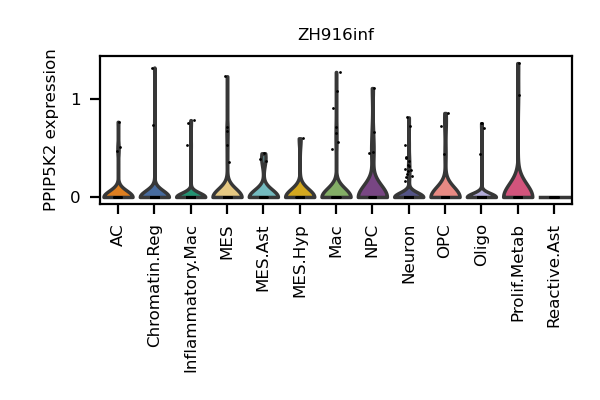 ZH916inf
PPIP5K2 expression
1
0
AC
Chromatin.Reg
Inflammatory.Mac
MES
MES.Ast
MES.Hyp
Mac
NPC
Neuron
OPC
Oligo
Prolif.Metab
Reactive.Ast